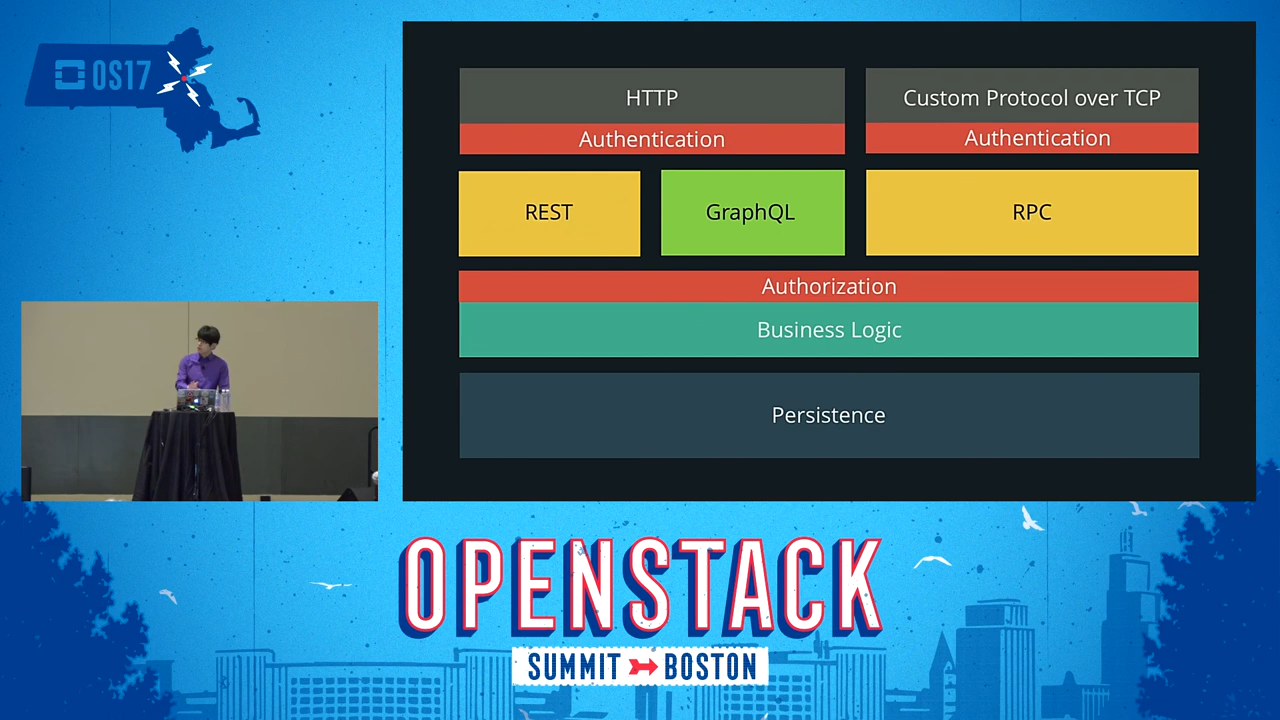 OS17
HTTP
Custom Protocol over TCP
Authentication
Authentication
REST
GraphQL
RPC
Authorization
Business Logic
Persistence
OPENSTACK
SUMMIT BOSTON